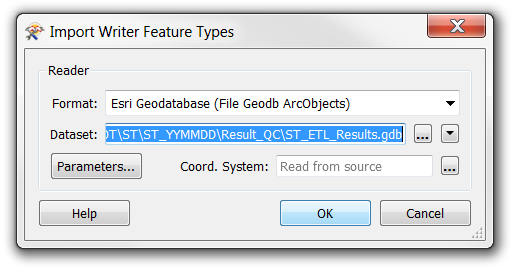 Import Writer Feature Types
Reader
Format: Esri Geodatabase (File Geodb ArcObjects)
Dataset: OT\ST\ST_YYMMDD\Result_QC\ST_ETL_Results.gdb ...
Parameters... Coord. System: Read from source ...
Help OK Cancel